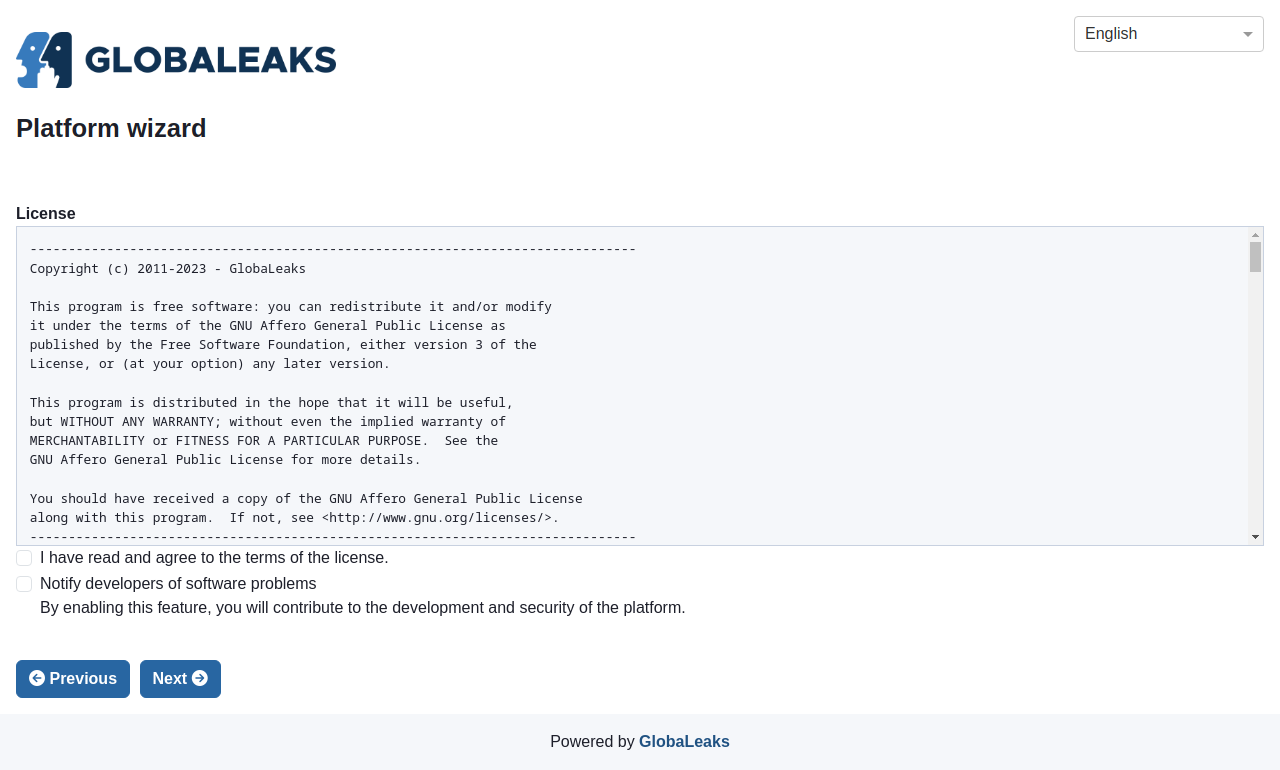 GLOBALEAKS
English
Platform wizard
License
-------------------------------------------------------------------------------
Copyright (c) 2011-2023 - GlobaLeaks
This program is free software: you can redistribute it and/or modify
it under the terms of the GNU Affero General Public License as
published by the Free Software Foundation, either version 3 of the
License, or (at your option) any later version.
This program is distributed in the hope that it will be useful,
but WITHOUT ANY WARRANTY; without even the implied warranty of
MERCHANTABILITY or FITNESS FOR A PARTICULAR PURPOSE.  See the
GNU Affero General Public License for more details.
You should have received a copy of the GNU Affero General Public License
along with this program.  If not, see <http://www.gnu.org/licenses/>.
-------------------------------------------------------------------------------
I have read and agree to the terms of the license.
Notify developers of software problems
By enabling this feature, you will contribute to the development and security of the platform.
Previous Next
Powered by GlobaLeaks